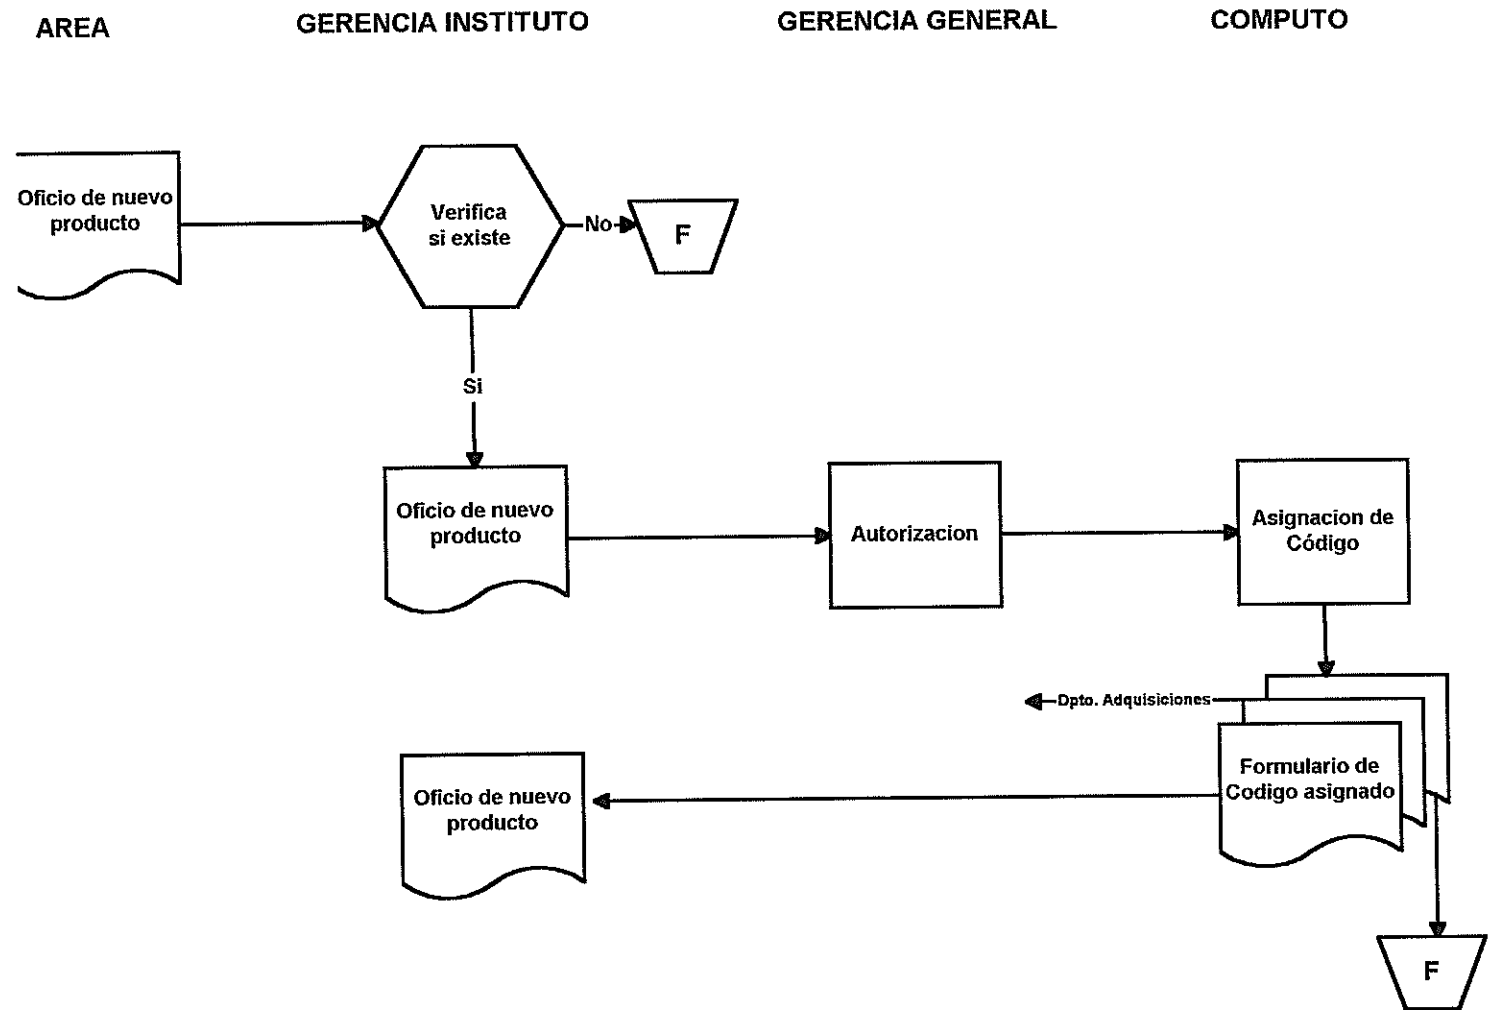 AREA
GERENCIA INSTITUTO
GERENCIA GENERAL
COMPUTO
Oficio de nuevo
producto
Verifica
si existe
No
F
Si
Oficio de nuevo
producto
Autorizacion
Asignacion de
Código
Dpto. Adquisiciones
Formulario de
Codigo asignado
Oficio de nuevo
producto
F